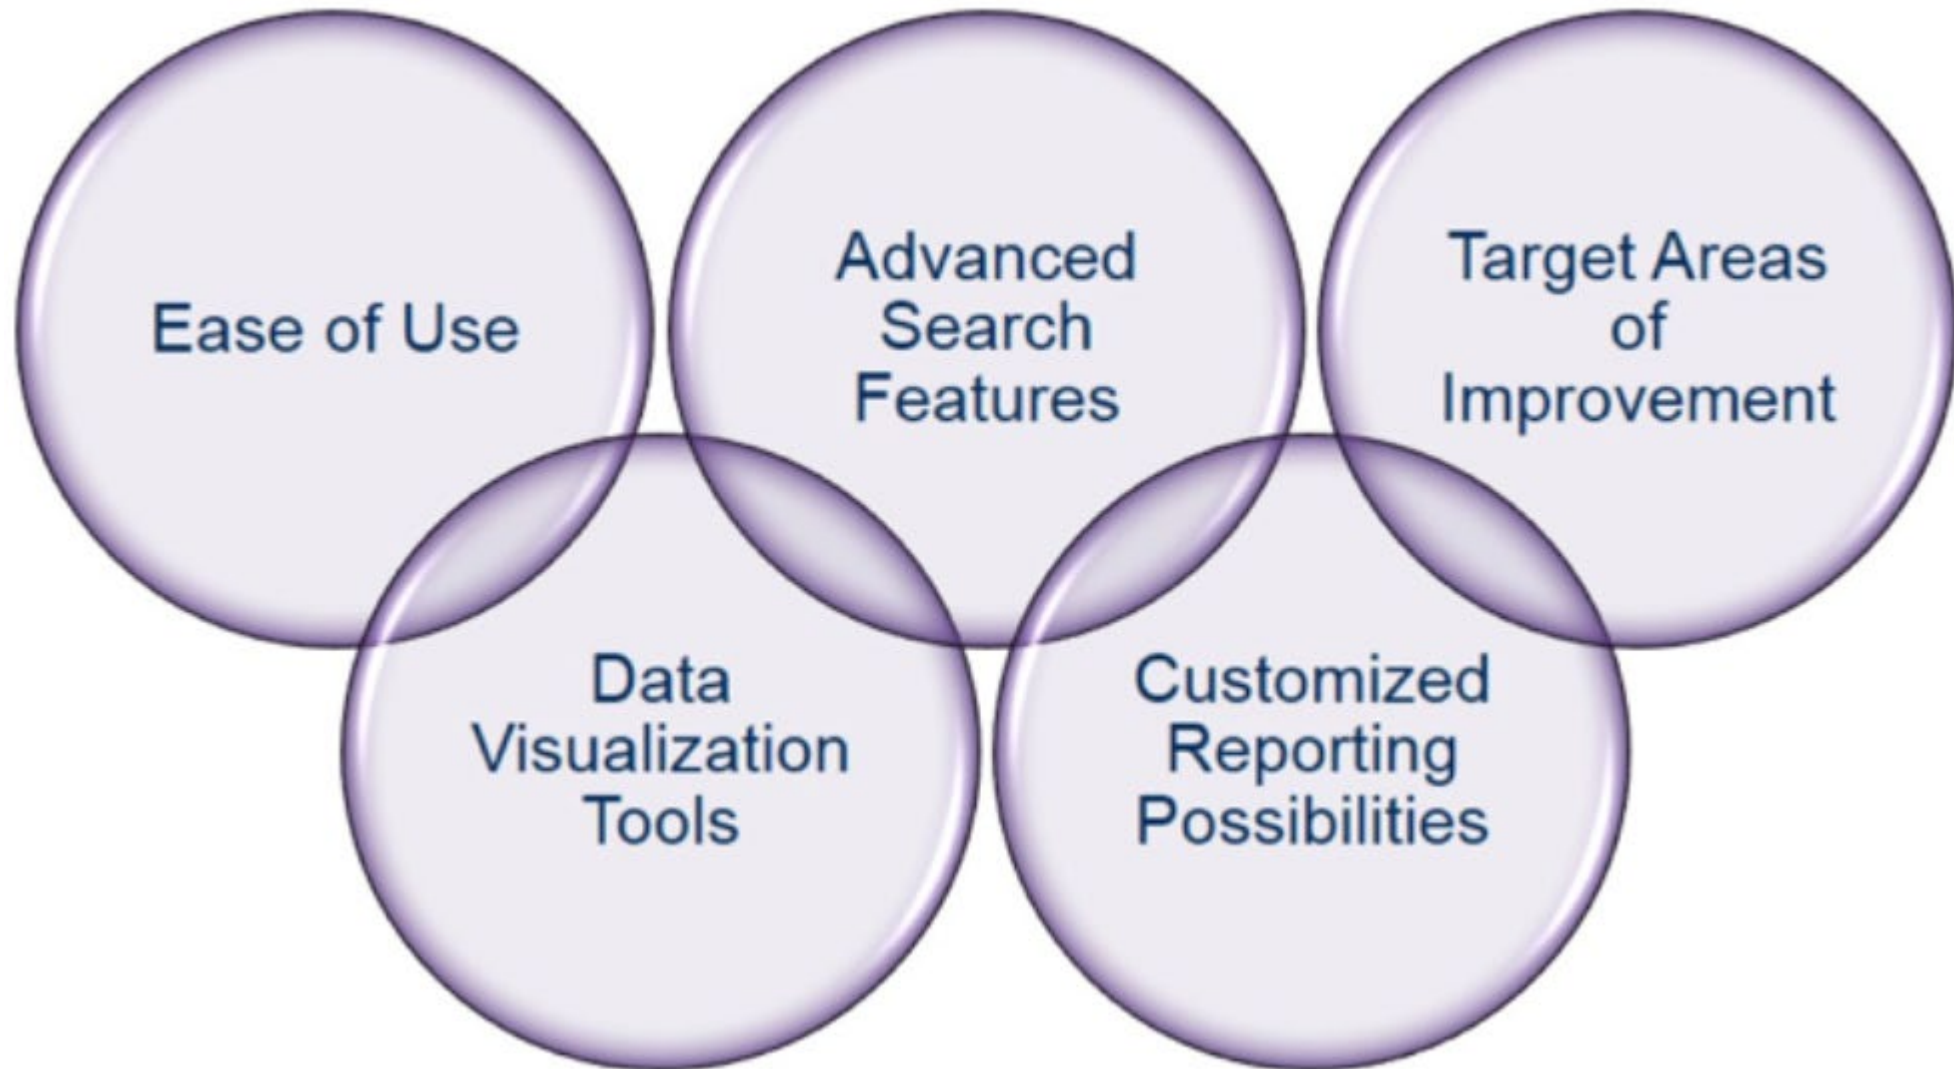 Ease of Use
Advanced
Search
Features
Target Areas
of
Improvement
Data
Visualization
Tools
Customized
Reporting
Possibilities